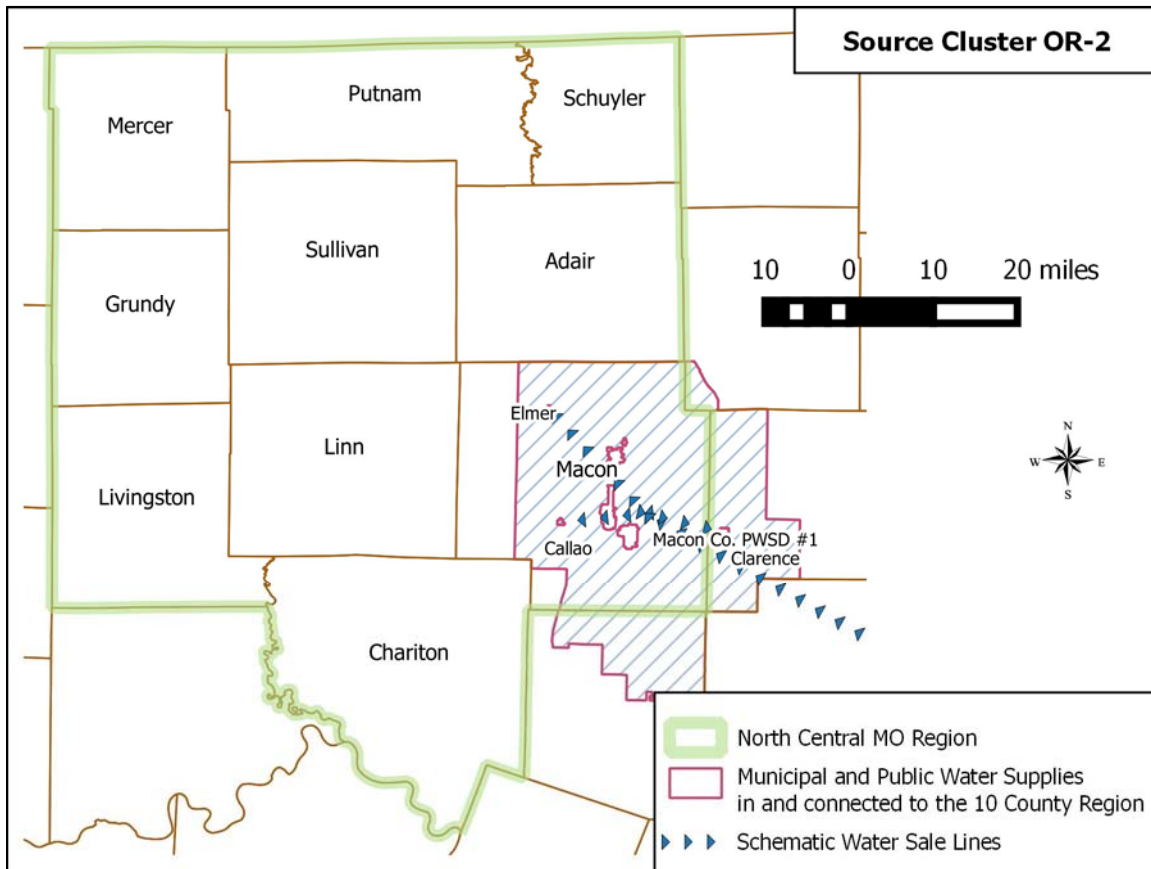 Source Cluster OR-2
Putnam
Schuyler
Mercer
Sullivan
Adair
10 0 10 20 miles
Grundy
Elmer
Linn
Macon
Livingston
N
W E
S
Macon Co. PWSD #1
Callao
Clarence
Chariton
North Central MO Region
Municipal and Public Water Supplies
in and connected to the 10 County Region
Schematic Water Sale Lines